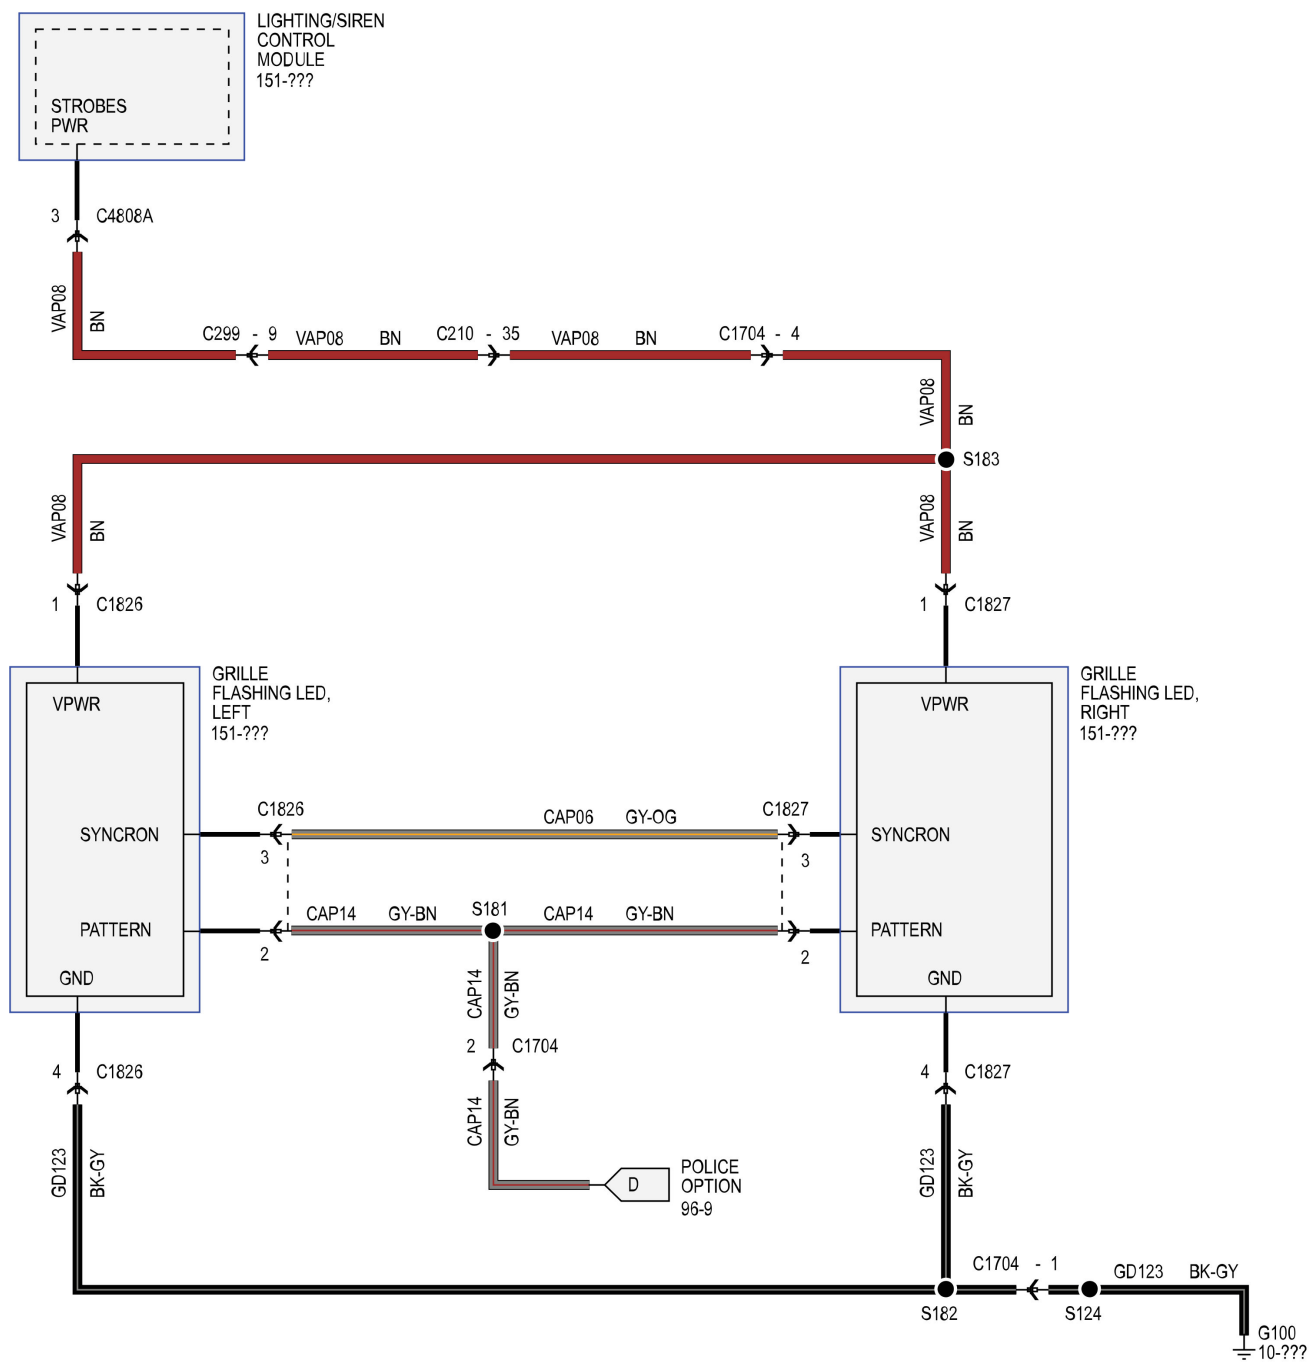 LIGHTING/SIREN
CONTROL
MODULE
151-???
STROBES
PWR
3 C4808A
VAP08 BN
C299 - 9 VAP08 BN C210 - 35 VAP08 BN C1704 - 4
VAP08 BN
S183
VAP08 BN
VAP08 BN
1 C1826
1 C1827
GRILLE
FLASHING LED,
LEFT
151-???
VPWR
GRILLE
FLASHING LED,
RIGHT
151-???
VPWR
C1826 CAP06 GY-OG C1827
SYNCRON
SYNCRON
3
3
CAP14 GY-BN S181 CAP14 GY-BN
PATTERN
PATTERN
2
2
GND
GND
CAP14 GY-BN
2 C1704
4 C1826
4 C1827
CAP14 GY-BN
GD123 BK-GY
GD123 BK-GY
D
POLICE
OPTION
96-9
C1704 - 1
GD123 BK-GY
S182
S124
G100
10-???